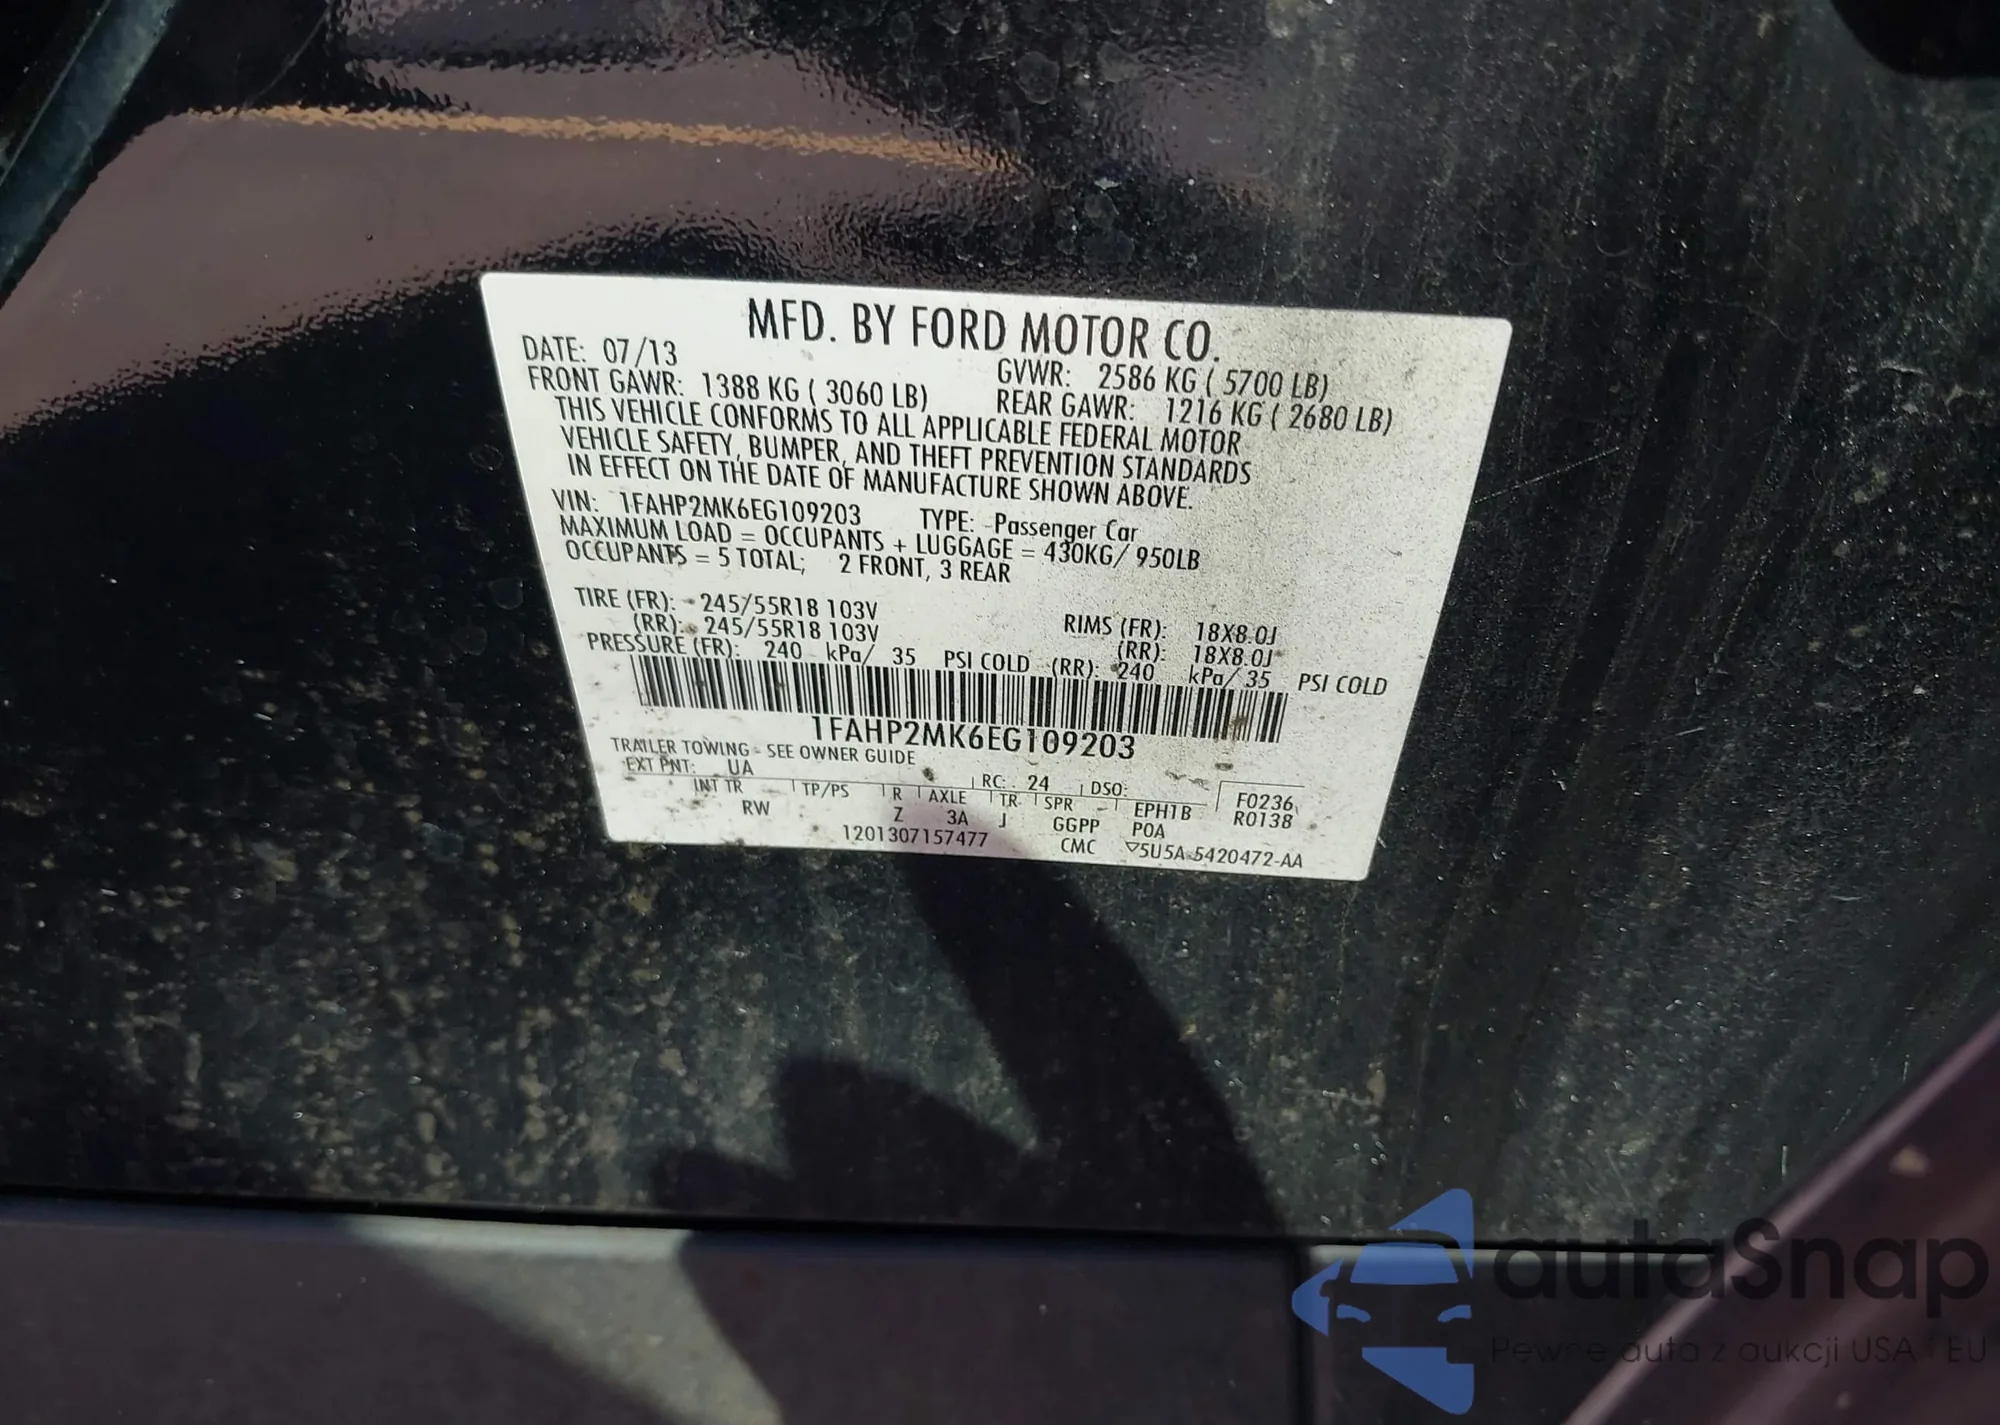 MFD. BY FORD MOTOR CO.
DATE: 07/13 GVWR: 2586 KG ( 5700 LB)
FRONT GAWR: 1388 KG ( 3060 LB) REAR GAWR: 1216 KG ( 2680 LB)
THIS VEHICLE CONFORMS TO ALL APPLICABLE FEDERAL MOTOR
VEHICLE SAFETY, BUMPER, AND THEFT PREVENTION STANDARDS
IN EFFECT ON THE DATE OF MANUFACTURE SHOWN ABOVE.
VIN: 1FAHP2MK6EG109203 TYPE: Passenger Car
MAXIMUM LOAD = OCCUPANTS + LUGGAGE = 430KG/ 950LB
OCCUPANTS = 5 TOTAL; 2 FRONT, 3 REAR
TIRE (FR): 245/55R18 103V RIMS (FR): 18X8.0J
(RR): 245/55R18 103V (RR): 18X8.0J
PRESSURE (FR): 240 kPa/ 35 PSI COLD (RR): 240 kPa/ 35 PSI COLD
1FAHP2MK6EG109203
TRAILER TOWING - SEE OWNER GUIDE
EXT PNT: UA RC: 24 DSO:
INT TR TP/PS R AXLE TR SPR EPH1B F0236
RW Z 3A J GGPP POA R0138
1201307157477 CMC ▽5U5A-5420472-AA
autaSnap
Pewne auta z aukcji USA i EU